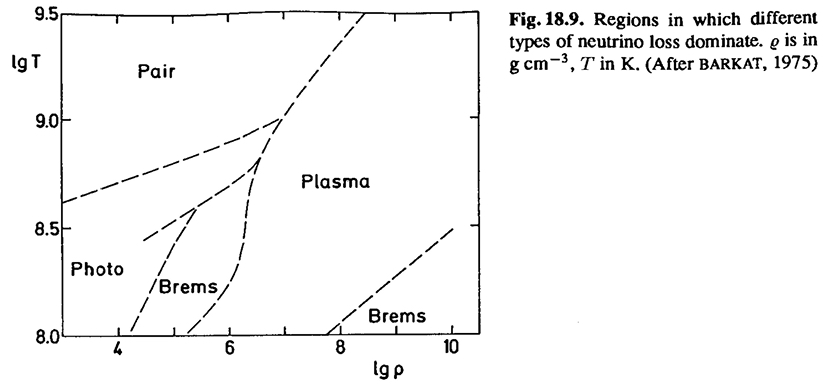 9.5
lg T
Pair
9.0
Plasma
8.5
Photo
Brems
Brems
8.0
4
6
8
10
lg ρ
Fig. 18.9. Regions in which different
types of neutrino loss dominate. ϱ is in
g cm⁻³, T in K. (After BARKAT, 1975)